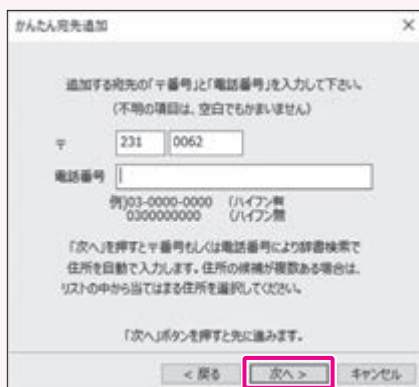 かんたん宛先追加
追加する宛先の「〒番号」と「電話番号」を入力して下さい。
(不明の項目は、空白でもかまいません)
〒 231 0062
電話番号
例)03-0000-0000 (ハイフン有
0300000000 (ハイフン無
「次へ」を押すと〒番号もしくは電話番号により辞書検索で
住所を自動で入力します。住所の候補が複数ある場合は、
リストの中から当てはまる住所を選択してください。
「次へ」ボタンを押すと先に進みます。
< 戻る 次へ > キャンセル